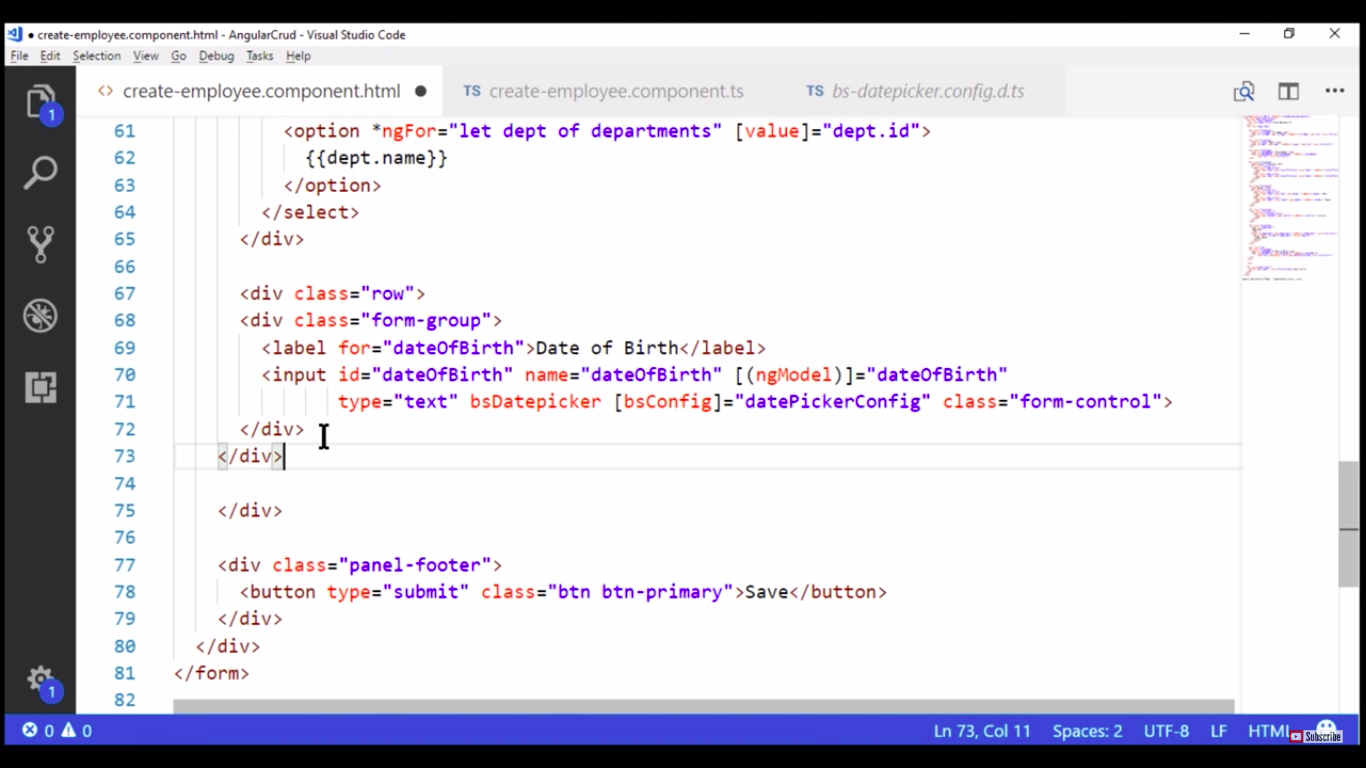 ● create-employee.component.html - AngularCrud - Visual Studio Code
File Edit Selection View Go Debug Tasks Help
<> create-employee.component.html ● TS create-employee.component.ts TS bs-datepicker.config.d.ts
1
61 <option *ngFor="let dept of departments" [value]="dept.id">
62 {{dept.name}}
63 </option>
64 </select>
65 </div>
66
67 <div class="row">
68 <div class="form-group">
69 <label for="dateOfBirth">Date of Birth</label>
70 <input id="dateOfBirth" name="dateOfBirth" [(ngModel)]="dateOfBirth"
71 type="text" bsDatepicker [bsConfig]="datePickerConfig" class="form-control">
72 </div>
73 </div>
74
75 </div>
76
77 <div class="panel-footer">
78 <button type="submit" class="btn btn-primary">Save</button>
79 </div>
80 </div>
81 </form>
82
1
0 0 Ln 73, Col 11 Spaces: 2 UTF-8 LF HTML
Subscribe